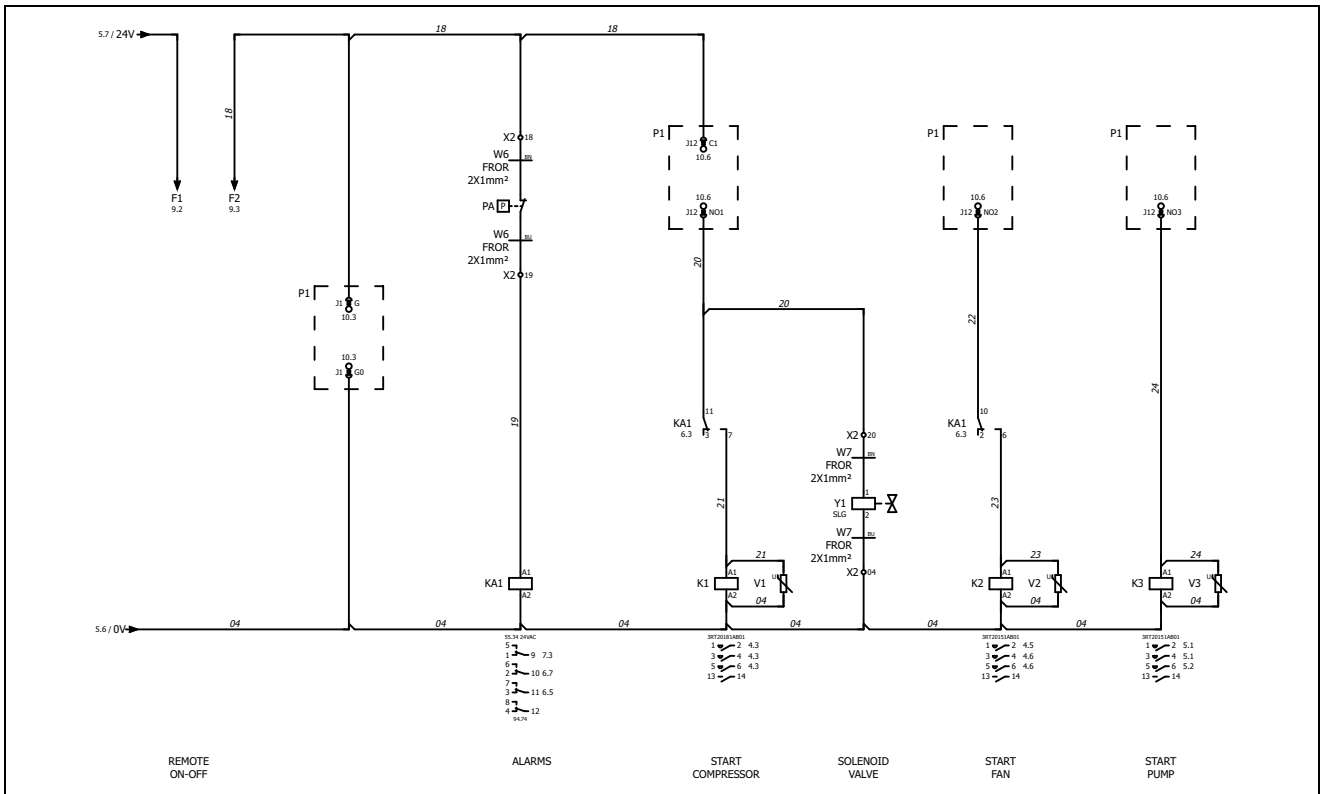 5.7 / 24V
18
18
18
F1
9.2
F2
9.3
P1
J1 G
10.3
10.3
J1 G0
X2 18
W6 BN
FROR
2X1mm²
PA P
W6 BU
FROR
2X1mm²
X2 19
19
KA1
A1
A2
P1
J12 C1
10.6
10.6
J12 NO1
20
20
KA1
6.3
11
3 7
21
21
K1
A1
A2
V1
U
04
X2 20
W7 BN
FROR
2X1mm²
Y1
SLG
1
2
W7 BU
FROR
2X1mm²
X2 04
P1
10.6
J12 NO2
22
KA1
6.3
10
2 6
23
23
K2
A1
A2
V2
U
04
P1
10.6
J12 NO3
24
24
K3
A1
A2
V3
U
04
5.6 / 0V
04
04
04
04
04
04
55.34 24VAC
5
1 9 7.3
6
2 10 6.7
7
3 11 6.5
8
4 12
94.74
3RT20181AB01
1 2 4.3
3 4 4.3
5 6 4.3
13 14
3RT20151AB01
1 2 4.5
3 4 4.6
5 6 4.6
13 14
3RT20151AB01
1 2 5.1
3 4 5.1
5 6 5.2
13 14
REMOTE
ON-OFF
ALARMS
START
COMPRESSOR
SOLENOID
VALVE
START
FAN
START
PUMP